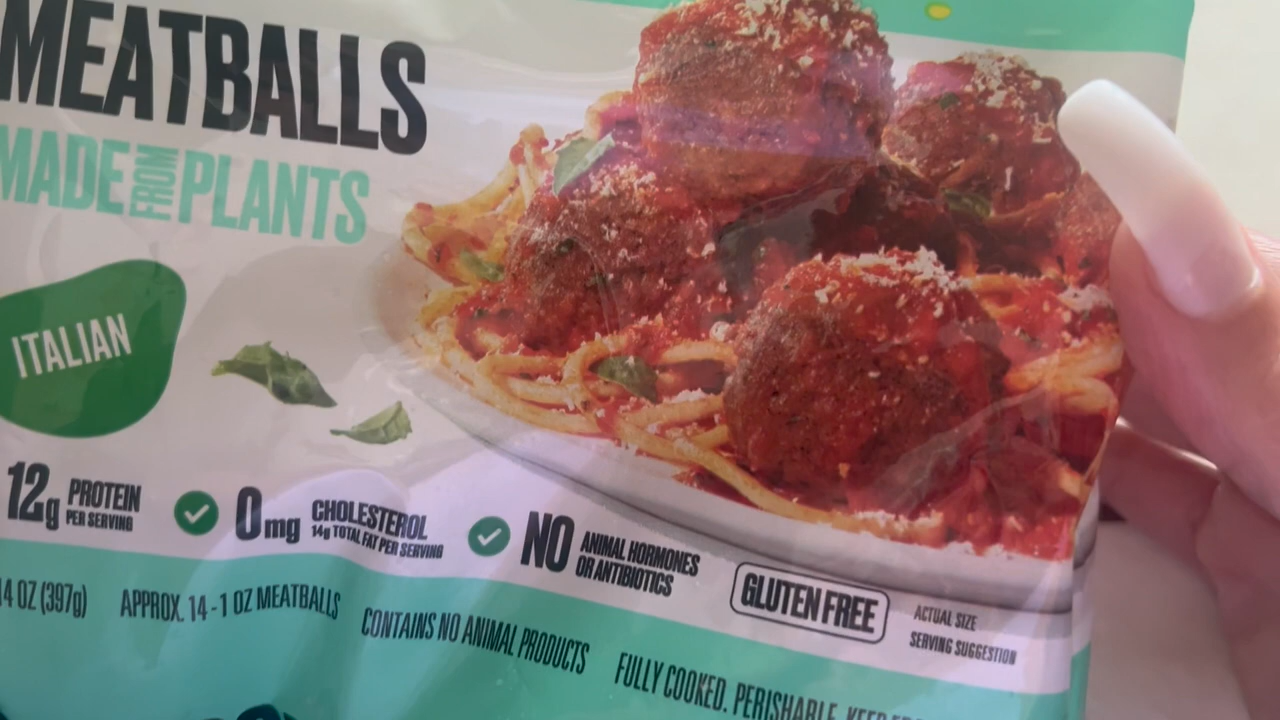 MEATBALLS
MADE FROM PLANTS
ITALIAN
12g PROTEIN
PER SERVING
0mg CHOLESTEROL
14g TOTAL FAT PER SERVING
NO ANIMAL HORMONES
OR ANTIBIOTICS
GLUTEN FREE
ACTUAL SIZE
SERVING SUGGESTION
14 OZ (397g)
APPROX. 14-1 OZ MEATBALLS
CONTAINS NO ANIMAL PRODUCTS
FULLY COOKED. PERISHABLE. KEEP